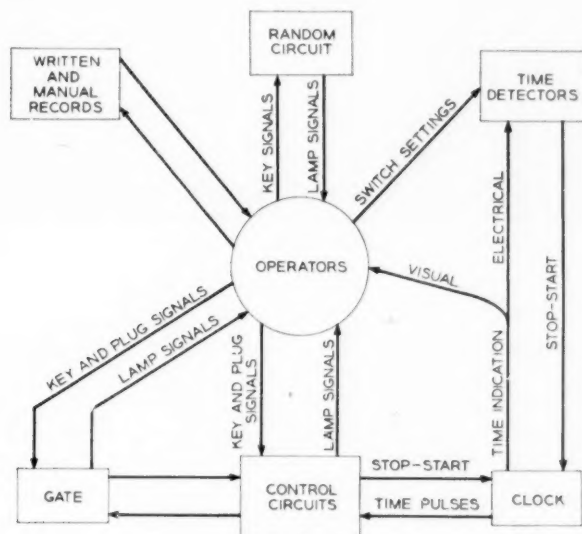 WRITTEN
AND
MANUAL
RECORDS
RANDOM
CIRCUIT
TIME
DETECTORS
KEY SIGNALS
LAMP SIGNALS
SWITCH SETTINGS
OPERATORS
VISUAL
ELECTRICAL
STOP-START
KEY AND PLUG SIGNALS
LAMP SIGNALS
KEY AND PLUG
SIGNALS
LAMP SIGNALS
TIME INDICATION
GATE
CONTROL
CIRCUITS
STOP-START
TIME PULSES
CLOCK